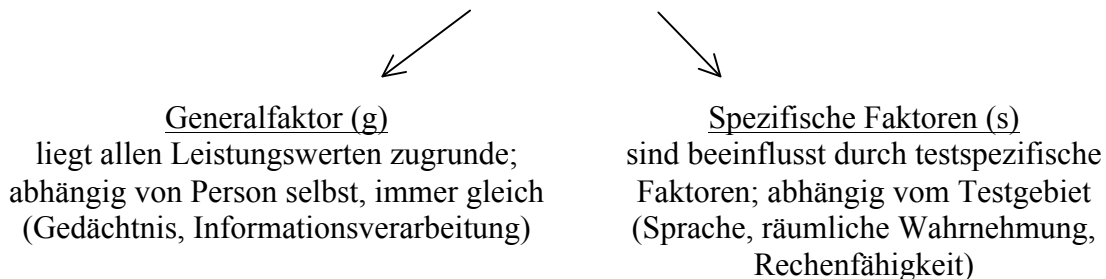 Generalfaktor (g)
liegt allen Leistungswerten zugrunde;
abhängig von Person selbst, immer gleich
(Gedächtnis, Informationsverarbeitung)
Spezifische Faktoren (s)
sind beeinflusst durch testspezifische
Faktoren; abhängig vom Testgebiet
(Sprache, räumliche Wahrnehmung,
Rechenfähigkeit)